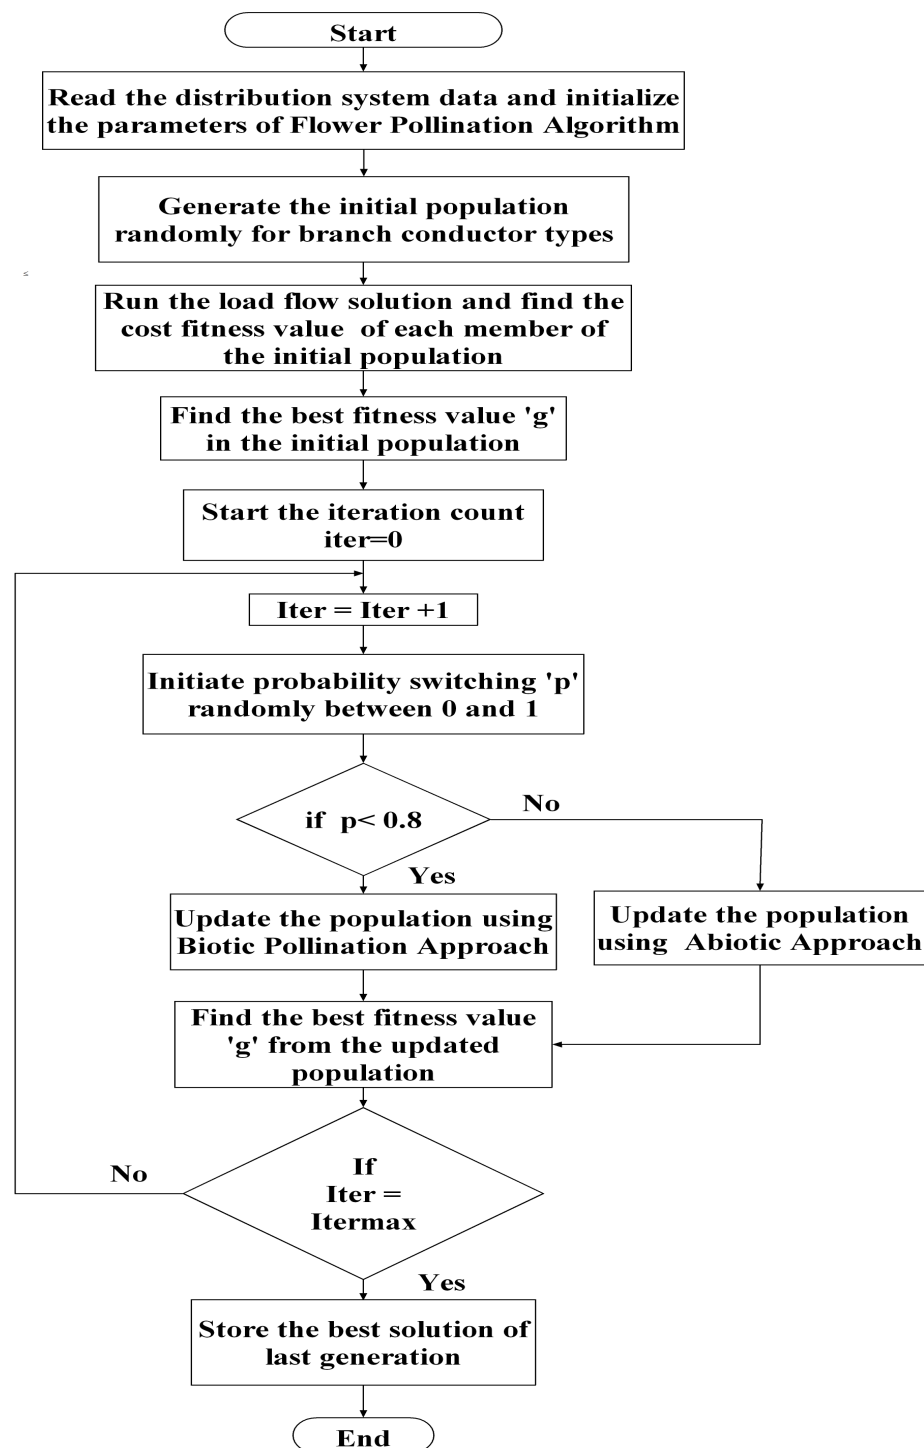 Start
Read the distribution system data and initialize
the parameters of Flower Pollination Algorithm
Generate the initial population
randomly for branch conductor types
≤
Run the load flow solution and find the
cost fitness value of each member of
the initial population
Find the best fitness value 'g'
in the initial population
Start the iteration count
iter=0
Iter = Iter +1
Initiate probability switching 'p'
randomly between 0 and 1
if p< 0.8
No
Yes
Update the population using
Biotic Pollination Approach
Update the population
using Abiotic Approach
Find the best fitness value
'g' from the updated
population
No
If
Iter =
Itermax
Yes
Store the best solution of
last generation
End